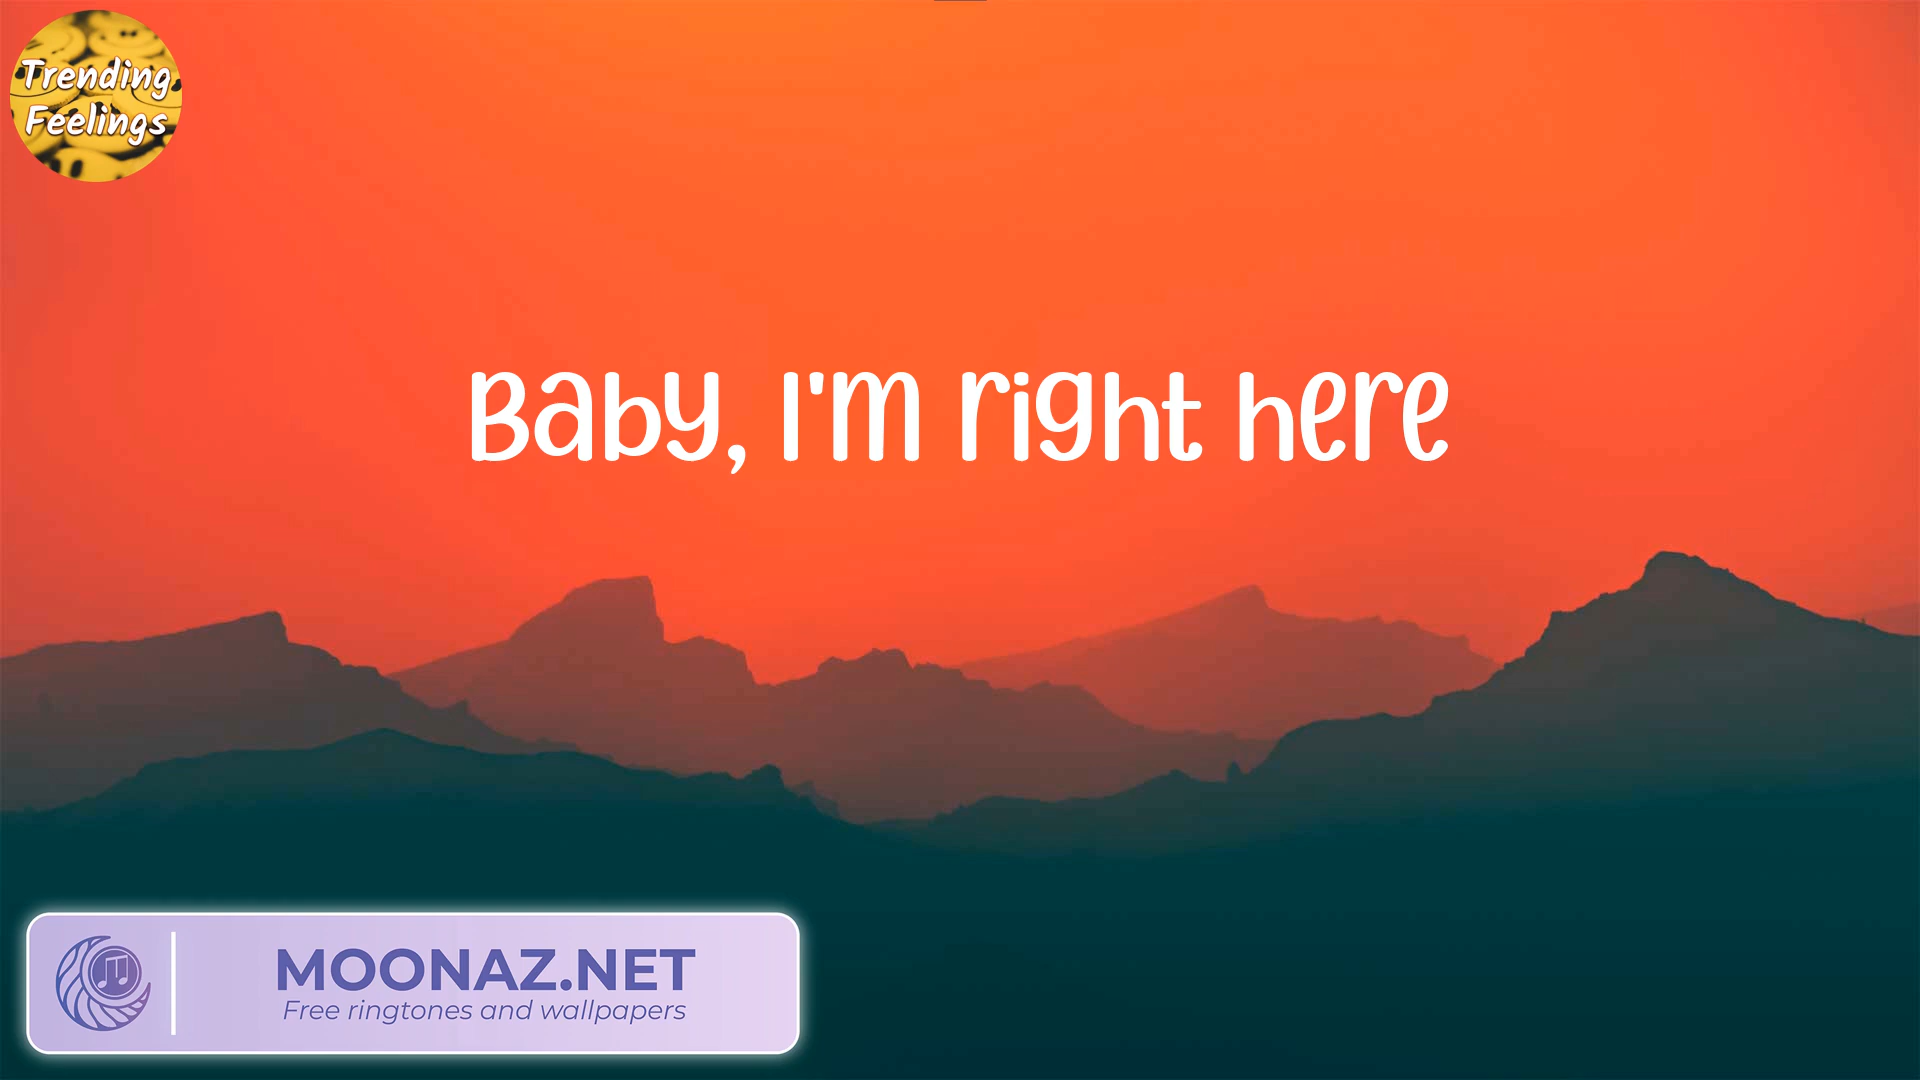 Trending
Feelings
Baby, I'm right here
MOONAZ.NET
Free ringtones and wallpapers